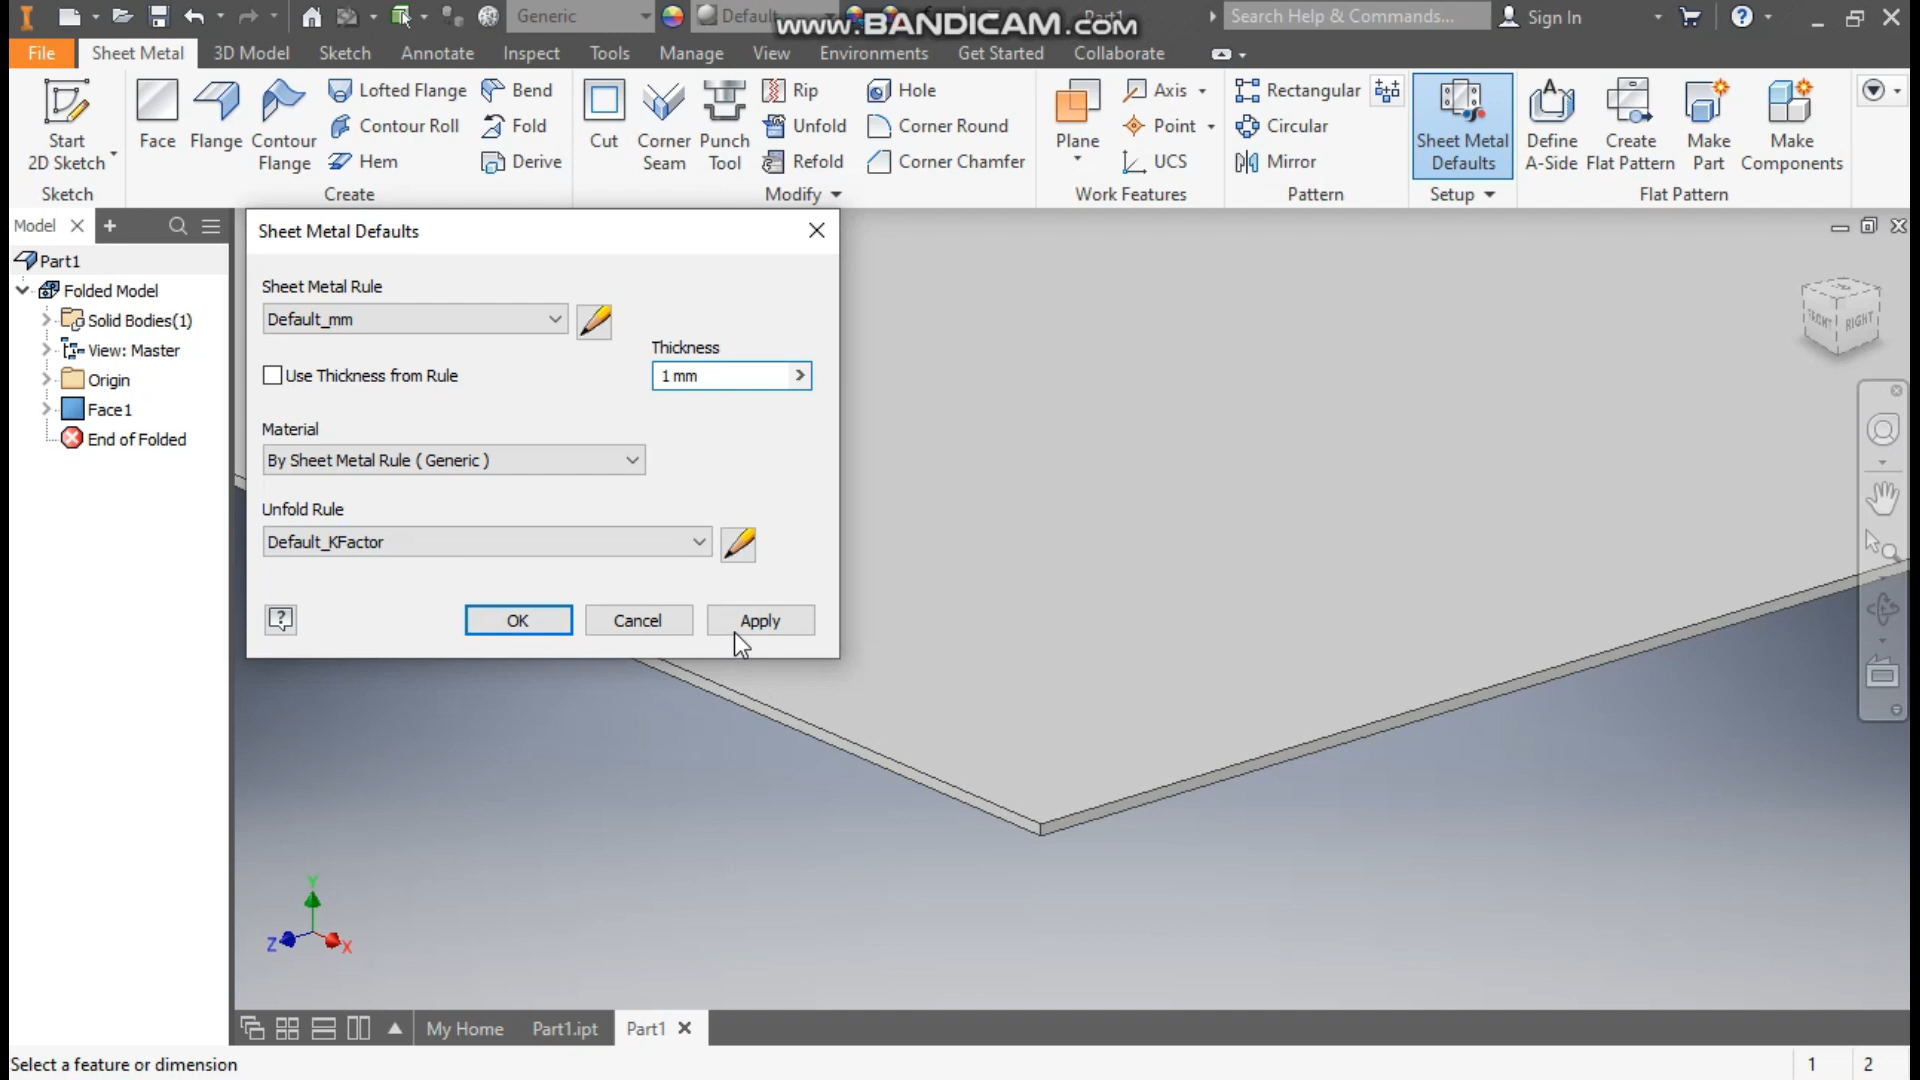 Generic
Default
www.BANDICAM.com
Part1
Search Help & Commands...
Sign In
File
Sheet Metal
3D Model
Sketch
Annotate
Inspect
Tools
Manage
View
Environments
Get Started
Collaborate
Start
2D Sketch
Face
Flange
Contour
Flange
Lofted Flange
Contour Roll
Hem
Bend
Fold
Derive
Cut
Corner
Seam
Punch
Tool
Rip
Unfold
Refold
Hole
Corner Round
Corner Chamfer
Plane
Axis
Point
UCS
Rectangular
Circular
Mirror
Sheet Metal
Defaults
Define
A-Side
Create
Flat Pattern
Make
Part
Make
Components
Sketch
Create
Modify
Work Features
Pattern
Setup
Flat Pattern
Model
Part1
Folded Model
Solid Bodies(1)
View: Master
Origin
Face1
End of Folded
Sheet Metal Defaults
Sheet Metal Rule
Default_mm
Use Thickness from Rule
Thickness
1 mm
Material
By Sheet Metal Rule ( Generic )
Unfold Rule
Default_KFactor
OK
Cancel
Apply
FRONT
RIGHT
Y
Z
X
My Home
Part1.ipt
Part1
Select a feature or dimension
1
2